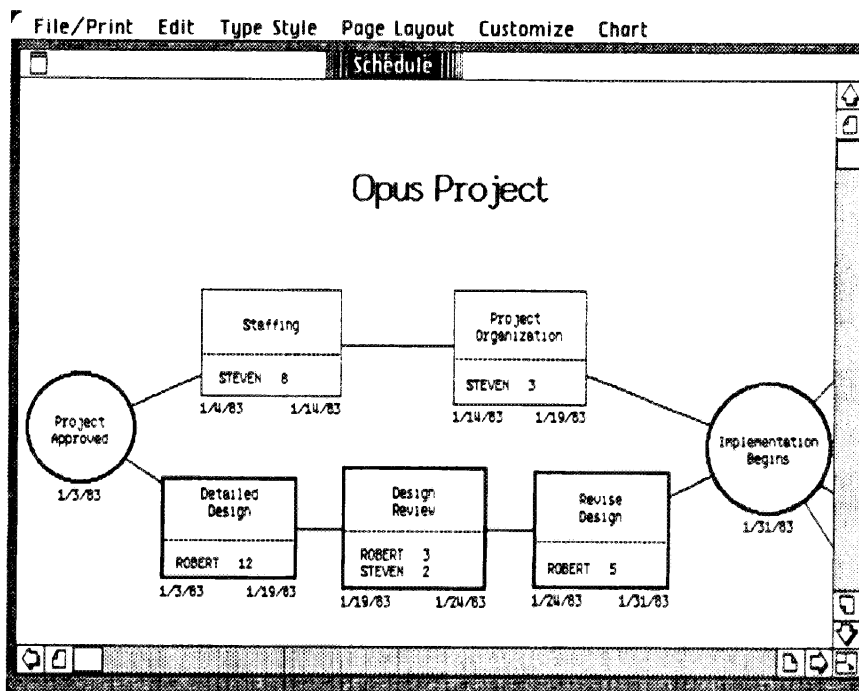 File/Print Edit Type Style Page Layout Customize Chart
Schedule
Opus Project
Staffing
STEVEN 8
1/4/83 1/14/83
Project
Organization
STEVEN 3
1/14/83 1/19/83
Project
Approved
1/3/83
Implementation
Begins
1/31/83
Detailed
Design
ROBERT 12
1/3/83 1/19/83
Design
Review
ROBERT 3
STEVEN 2
1/19/83 1/24/83
Revise
Design
ROBERT 5
1/24/83 1/31/83